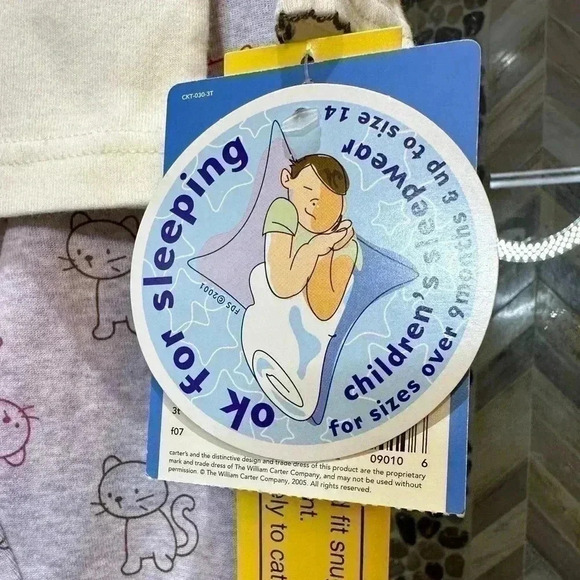 CKT-030-3T
ok for sleeping
children's sleepwear
for sizes over 9 months & up to size 14
FDS © 2001
3t
f07
09010 6
carter's and the distinctive design and trade dress of this product are the proprietary
mark and trade dress of The William Carter Company, and may not be used without
permission. © The William Carter Company, 2005. All rights reserved.
fit snu
nt.
ly to cat